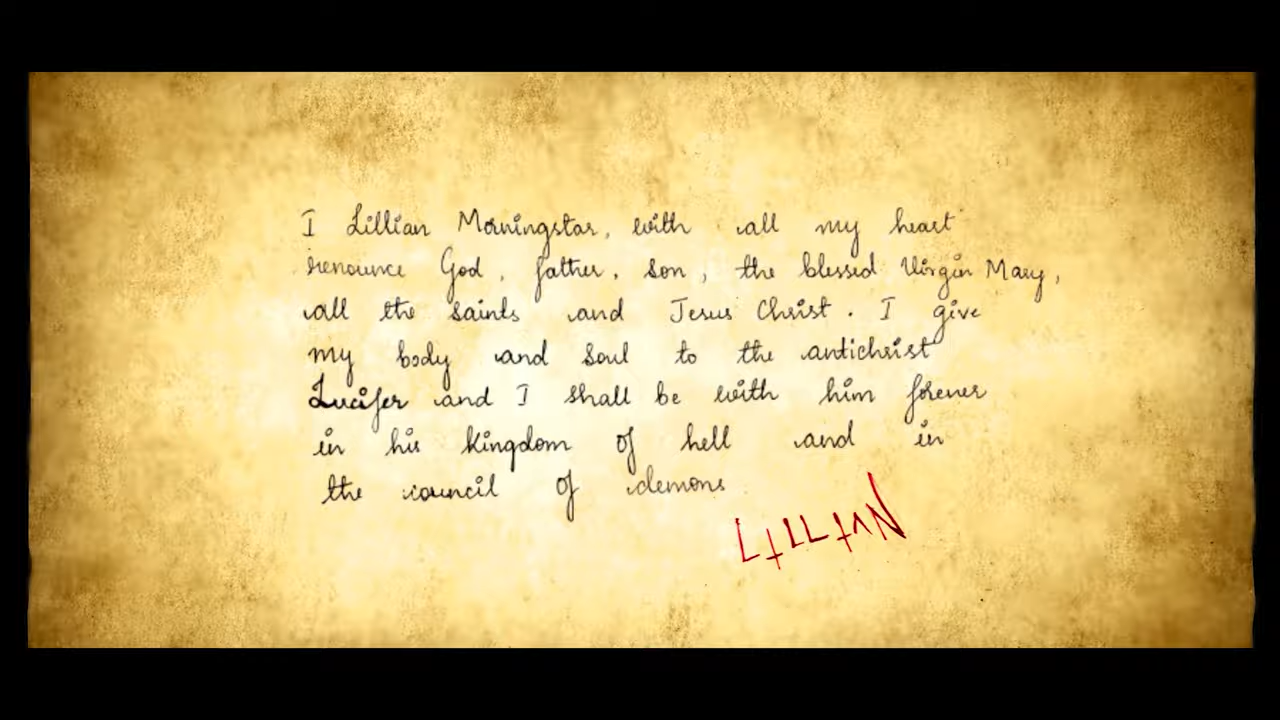 I Lillian Morningstar, with all my heart
renounce God, father, son, the blessed Virgin Mary,
all the saints and Jesus Christ. I give
my body and soul to the antichrist
Lucifer and I shall be with him forever
in his kingdom of hell and in
the council of demons
LILLIAN